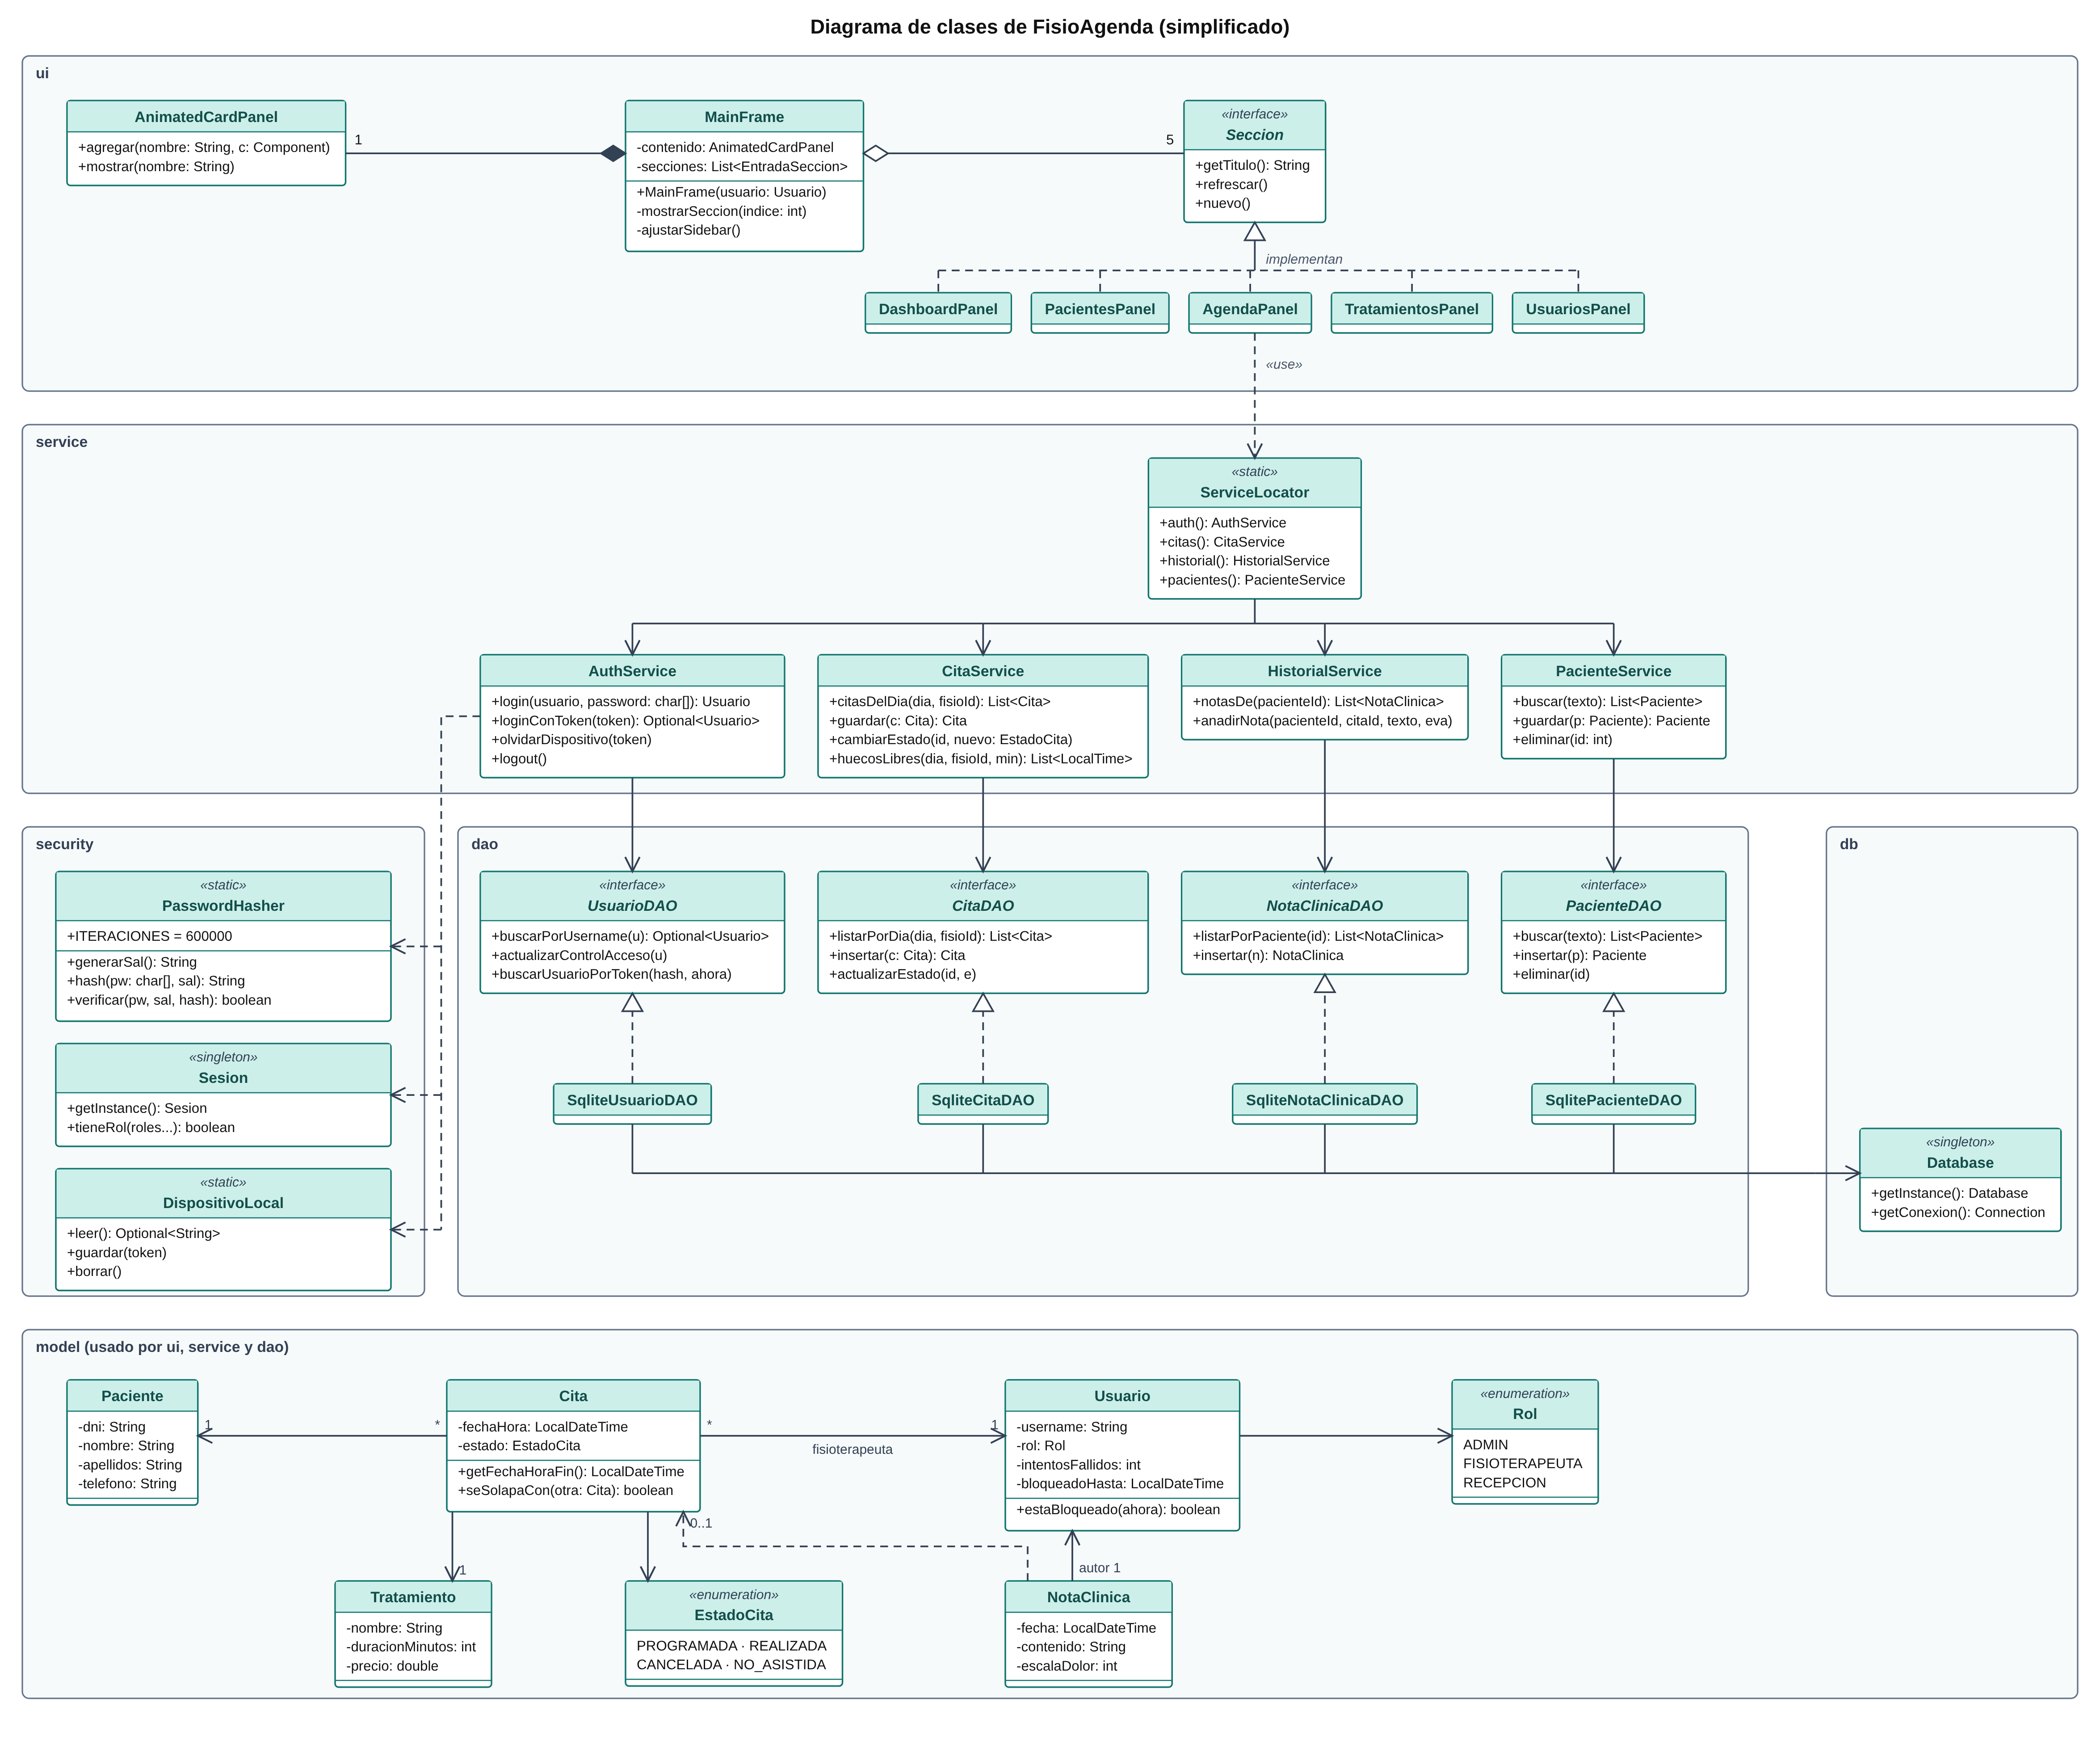 Diagrama de clases de FisioAgenda (simplificado)
ui
AnimatedCardPanel
+agregar(nombre: String, c: Component)
+mostrar(nombre: String)
1
MainFrame
-contenido: AnimatedCardPanel
-secciones: List<EntradaSeccion>
+MainFrame(usuario: Usuario)
-mostrarSeccion(indice: int)
-ajustarSidebar()
5
«interface»
Seccion
+getTitulo(): String
+refrescar()
+nuevo()
implementan
DashboardPanel
PacientesPanel
AgendaPanel
TratamientosPanel
UsuariosPanel
«use»
service
«static»
ServiceLocator
+auth(): AuthService
+citas(): CitaService
+historial(): HistorialService
+pacientes(): PacienteService
AuthService
+login(usuario, password: char[]): Usuario
+loginConToken(token): Optional<Usuario>
+olvidarDispositivo(token)
+logout()
CitaService
+citasDelDia(dia, fisioId): List<Cita>
+guardar(c: Cita): Cita
+cambiarEstado(id, nuevo: EstadoCita)
+huecosLibres(dia, fisioId, min): List<LocalTime>
HistorialService
+notasDe(pacienteId): List<NotaClinica>
+anadirNota(pacienteId, citaId, texto, eva)
PacienteService
+buscar(texto): List<Paciente>
+guardar(p: Paciente): Paciente
+eliminar(id: int)
security
«static»
PasswordHasher
+ITERACIONES = 600000
+generarSal(): String
+hash(pw: char[], sal): String
+verificar(pw, sal, hash): boolean
«singleton»
Sesion
+getInstance(): Sesion
+tieneRol(roles...): boolean
«static»
DispositivoLocal
+leer(): Optional<String>
+guardar(token)
+borrar()
dao
«interface»
UsuarioDAO
+buscarPorUsername(u): Optional<Usuario>
+actualizarControlAcceso(u)
+buscarUsuarioPorToken(hash, ahora)
«interface»
CitaDAO
+listarPorDia(dia, fisioId): List<Cita>
+insertar(c: Cita): Cita
+actualizarEstado(id, e)
«interface»
NotaClinicaDAO
+listarPorPaciente(id): List<NotaClinica>
+insertar(n): NotaClinica
«interface»
PacienteDAO
+buscar(texto): List<Paciente>
+insertar(p): Paciente
+eliminar(id)
SqliteUsuarioDAO
SqliteCitaDAO
SqliteNotaClinicaDAO
SqlitePacienteDAO
db
«singleton»
Database
+getInstance(): Database
+getConexion(): Connection
model (usado por ui, service y dao)
Paciente
-dni: String
-nombre: String
-apellidos: String
-telefono: String
1
*
Cita
-fechaHora: LocalDateTime
-estado: EstadoCita
+getFechaHoraFin(): LocalDateTime
+seSolapaCon(otra: Cita): boolean
*
fisioterapeuta
1
Usuario
-username: String
-rol: Rol
-intentosFallidos: int
-bloqueadoHasta: LocalDateTime
+estaBloqueado(ahora): boolean
«enumeration»
Rol
ADMIN
FISIOTERAPEUTA
RECEPCION
0..1
autor 1
1
Tratamiento
-nombre: String
-duracionMinutos: int
-precio: double
«enumeration»
EstadoCita
PROGRAMADA · REALIZADA
CANCELADA · NO_ASISTIDA
NotaClinica
-fecha: LocalDateTime
-contenido: String
-escalaDolor: int